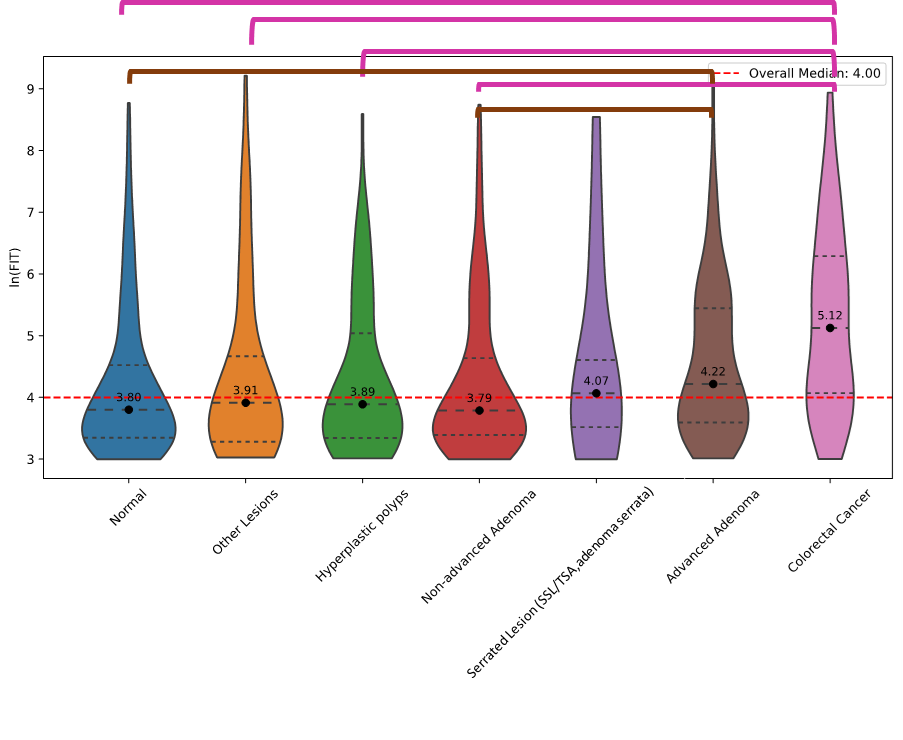 Overall Median: 4.00
9
8
7
6
5
4
3
ln(FIT)
3.80
3.91
3.89
3.79
4.07
4.22
5.12
Normal
Other Lesions
Hyperplastic polyps
Non-advanced Adenoma
Serrated Lesion (SSL/TSA,adenoma serrata)
Advanced Adenoma
Colorectal Cancer